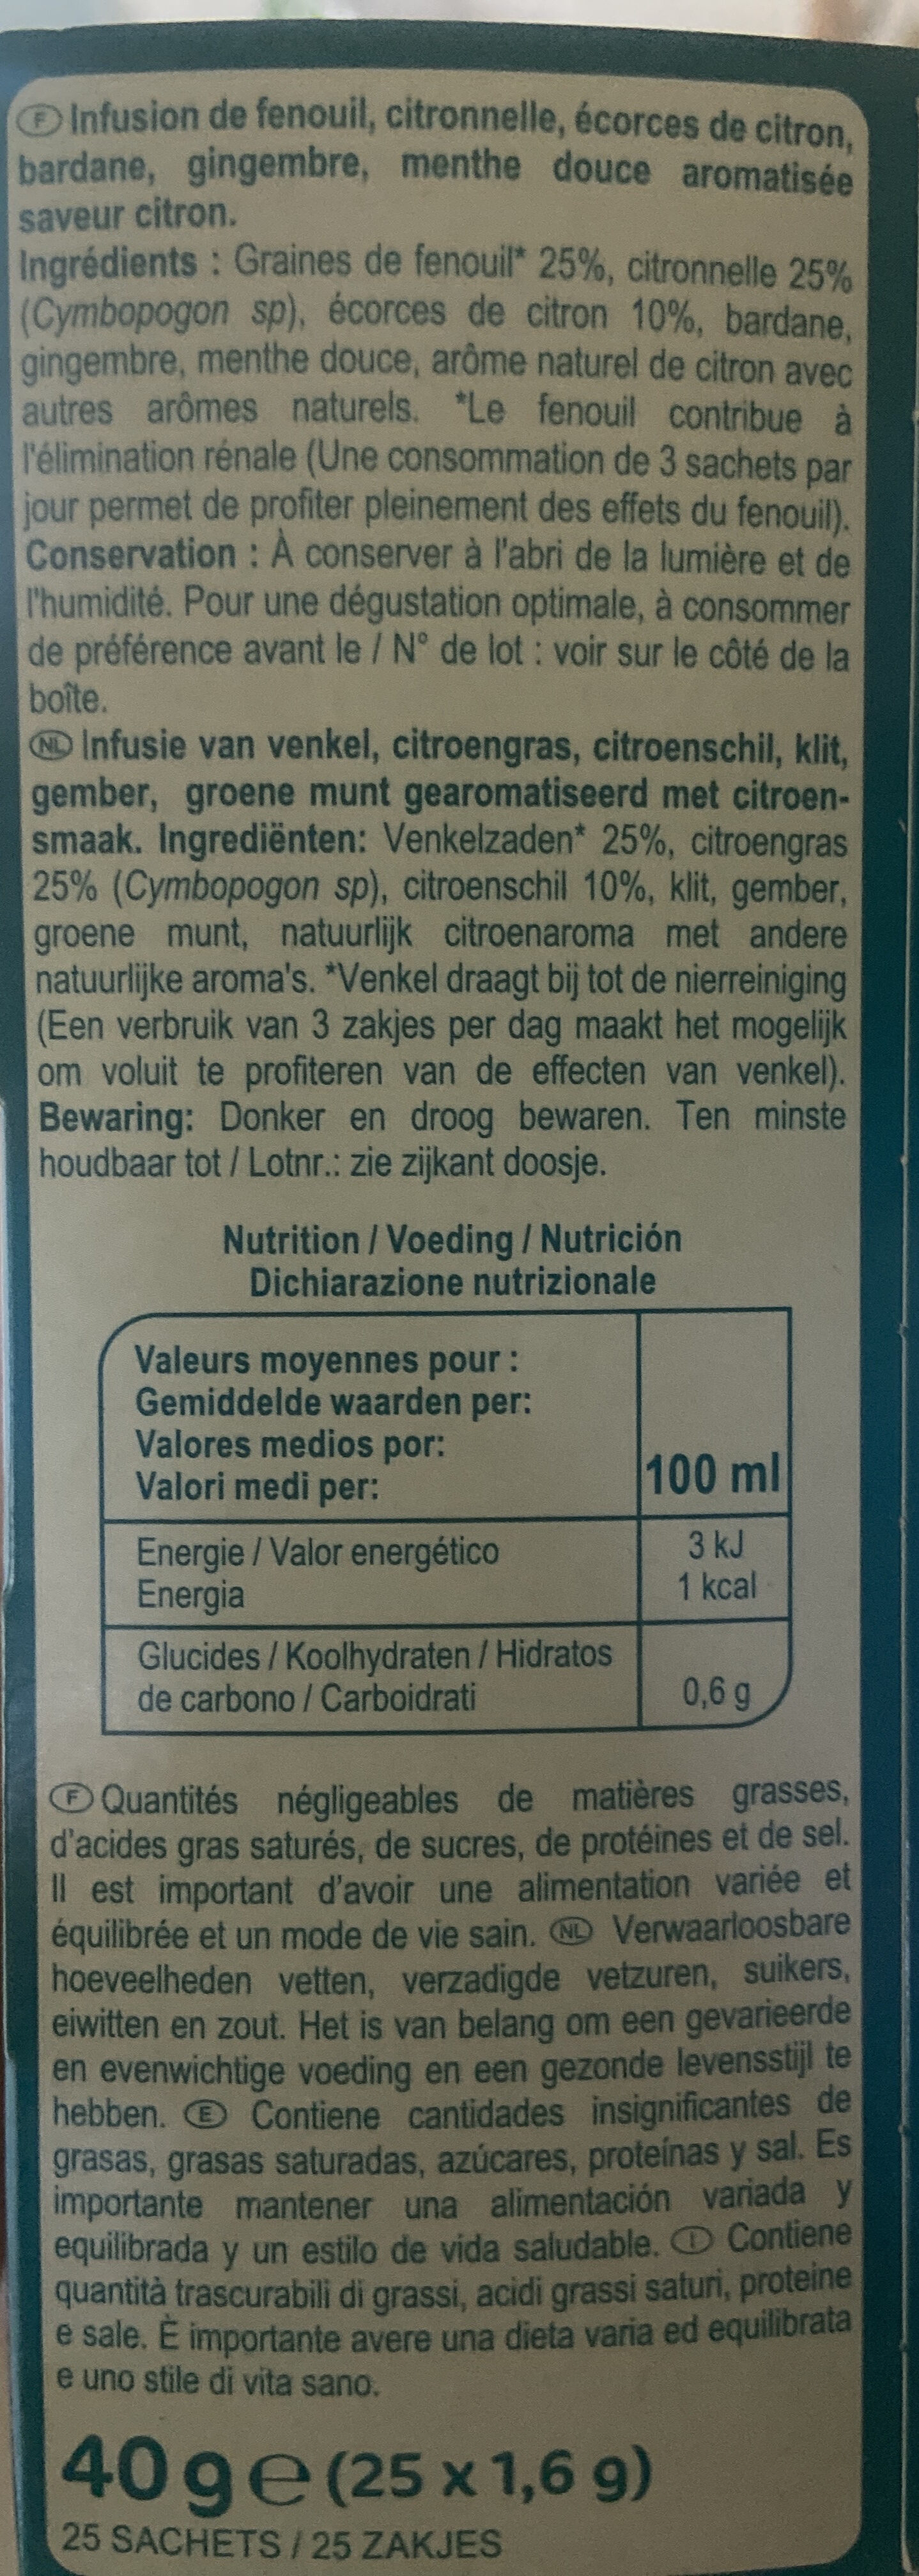 F Infusion de fenouil, citronnelle, écorces de citron,
bardane, gingembre, menthe douce aromatisée
saveur citron.
Ingrédients : Graines de fenouil* 25%, citronnelle 25%
(Cymbopogon sp), écorces de citron 10%, bardane,
gingembre, menthe douce, arôme naturel de citron avec
autres arômes naturels. *Le fenouil contribue à
l'élimination rénale (Une consommation de 3 sachets par
jour permet de profiter pleinement des effets du fenouil).
Conservation : À conserver à l'abri de la lumière et de
l'humidité. Pour une dégustation optimale, à consommer
de préférence avant le / N° de lot : voir sur le côté de la
boîte.
NL Infusie van venkel, citroengras, citroenschil, klit,
gember, groene munt gearomatiseerd met citroen-
smaak. Ingrediënten: Venkelzaden* 25%, citroengras
25% (Cymbopogon sp), citroenschil 10%, klit, gember,
groene munt, natuurlijk citroenaroma met andere
natuurlijke aroma's. *Venkel draagt bij tot de nierreiniging
(Een verbruik van 3 zakjes per dag maakt het mogelijk
om voluit te profiteren van de effecten van venkel).
Bewaring: Donker en droog bewaren. Ten minste
houdbaar tot / Lotnr.: zie zijkant doosje.
Nutrition / Voeding / Nutrición
Dichiarazione nutrizionale
Valeurs moyennes pour :
Gemiddelde waarden per:
Valores medios por:
Valori medi per:
100 ml
Energie / Valor energético
Energia
3 kJ
1 kcal
Glucides / Koolhydraten / Hidratos
de carbono / Carboidrati
0,6 g
F Quantités négligeables de matières grasses,
d'acides gras saturés, de sucres, de protéines et de sel.
Il est important d'avoir une alimentation variée et
équilibrée et un mode de vie sain. NL Verwaarloosbare
hoeveelheden vetten, verzadigde vetzuren, suikers,
eiwitten en zout. Het is van belang om een gevarieerde
en evenwichtige voeding en een gezonde levensstijl te
hebben. E Contiene cantidades insignificantes de
grasas, grasas saturadas, azúcares, proteínas y sal. Es
importante mantener una alimentación variada y
equilibrada y un estilo de vida saludable. I Contiene
quantità trascurabili di grassi, acidi grassi saturi, proteine
e sale. È importante avere una dieta varia ed equilibrata
e uno stile di vita sano.
40 g ℮ (25 x 1,6 g)
25 SACHETS / 25 ZAKJES